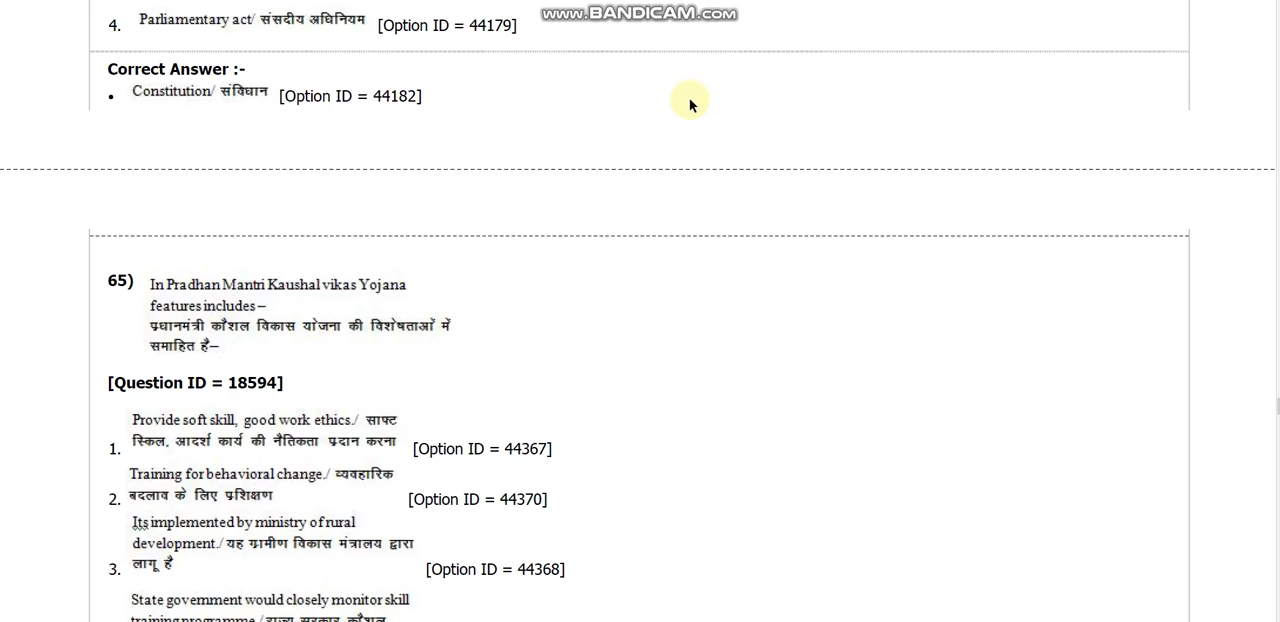 www.BANDICAM.com
4. Parliamentary act/ संसदीय अधिनियम [Option ID = 44179]
Correct Answer :-
• Constitution/ संविधान [Option ID = 44182]
65) In Pradhan Mantri Kaushal vikas Yojana
features includes –
प्रधानमंत्री कौशल विकास योजना की विशेषताओं में
समाहित है–
[Question ID = 18594]
Provide soft skill, good work ethics./ साफ्ट
1. स्किल, आदर्श कार्य की नैतिकता प्रदान करना [Option ID = 44367]
Training for behavioral change./ व्यवहारिक
2. बदलाव के लिए प्रशिक्षण [Option ID = 44370]
Its implemented by ministry of rural
development./ यह ग्रामीण विकास मंत्रालय द्वारा
3. लागू है [Option ID = 44368]
State government would closely monitor skill
training programme./ राज्य सरकार कौशल